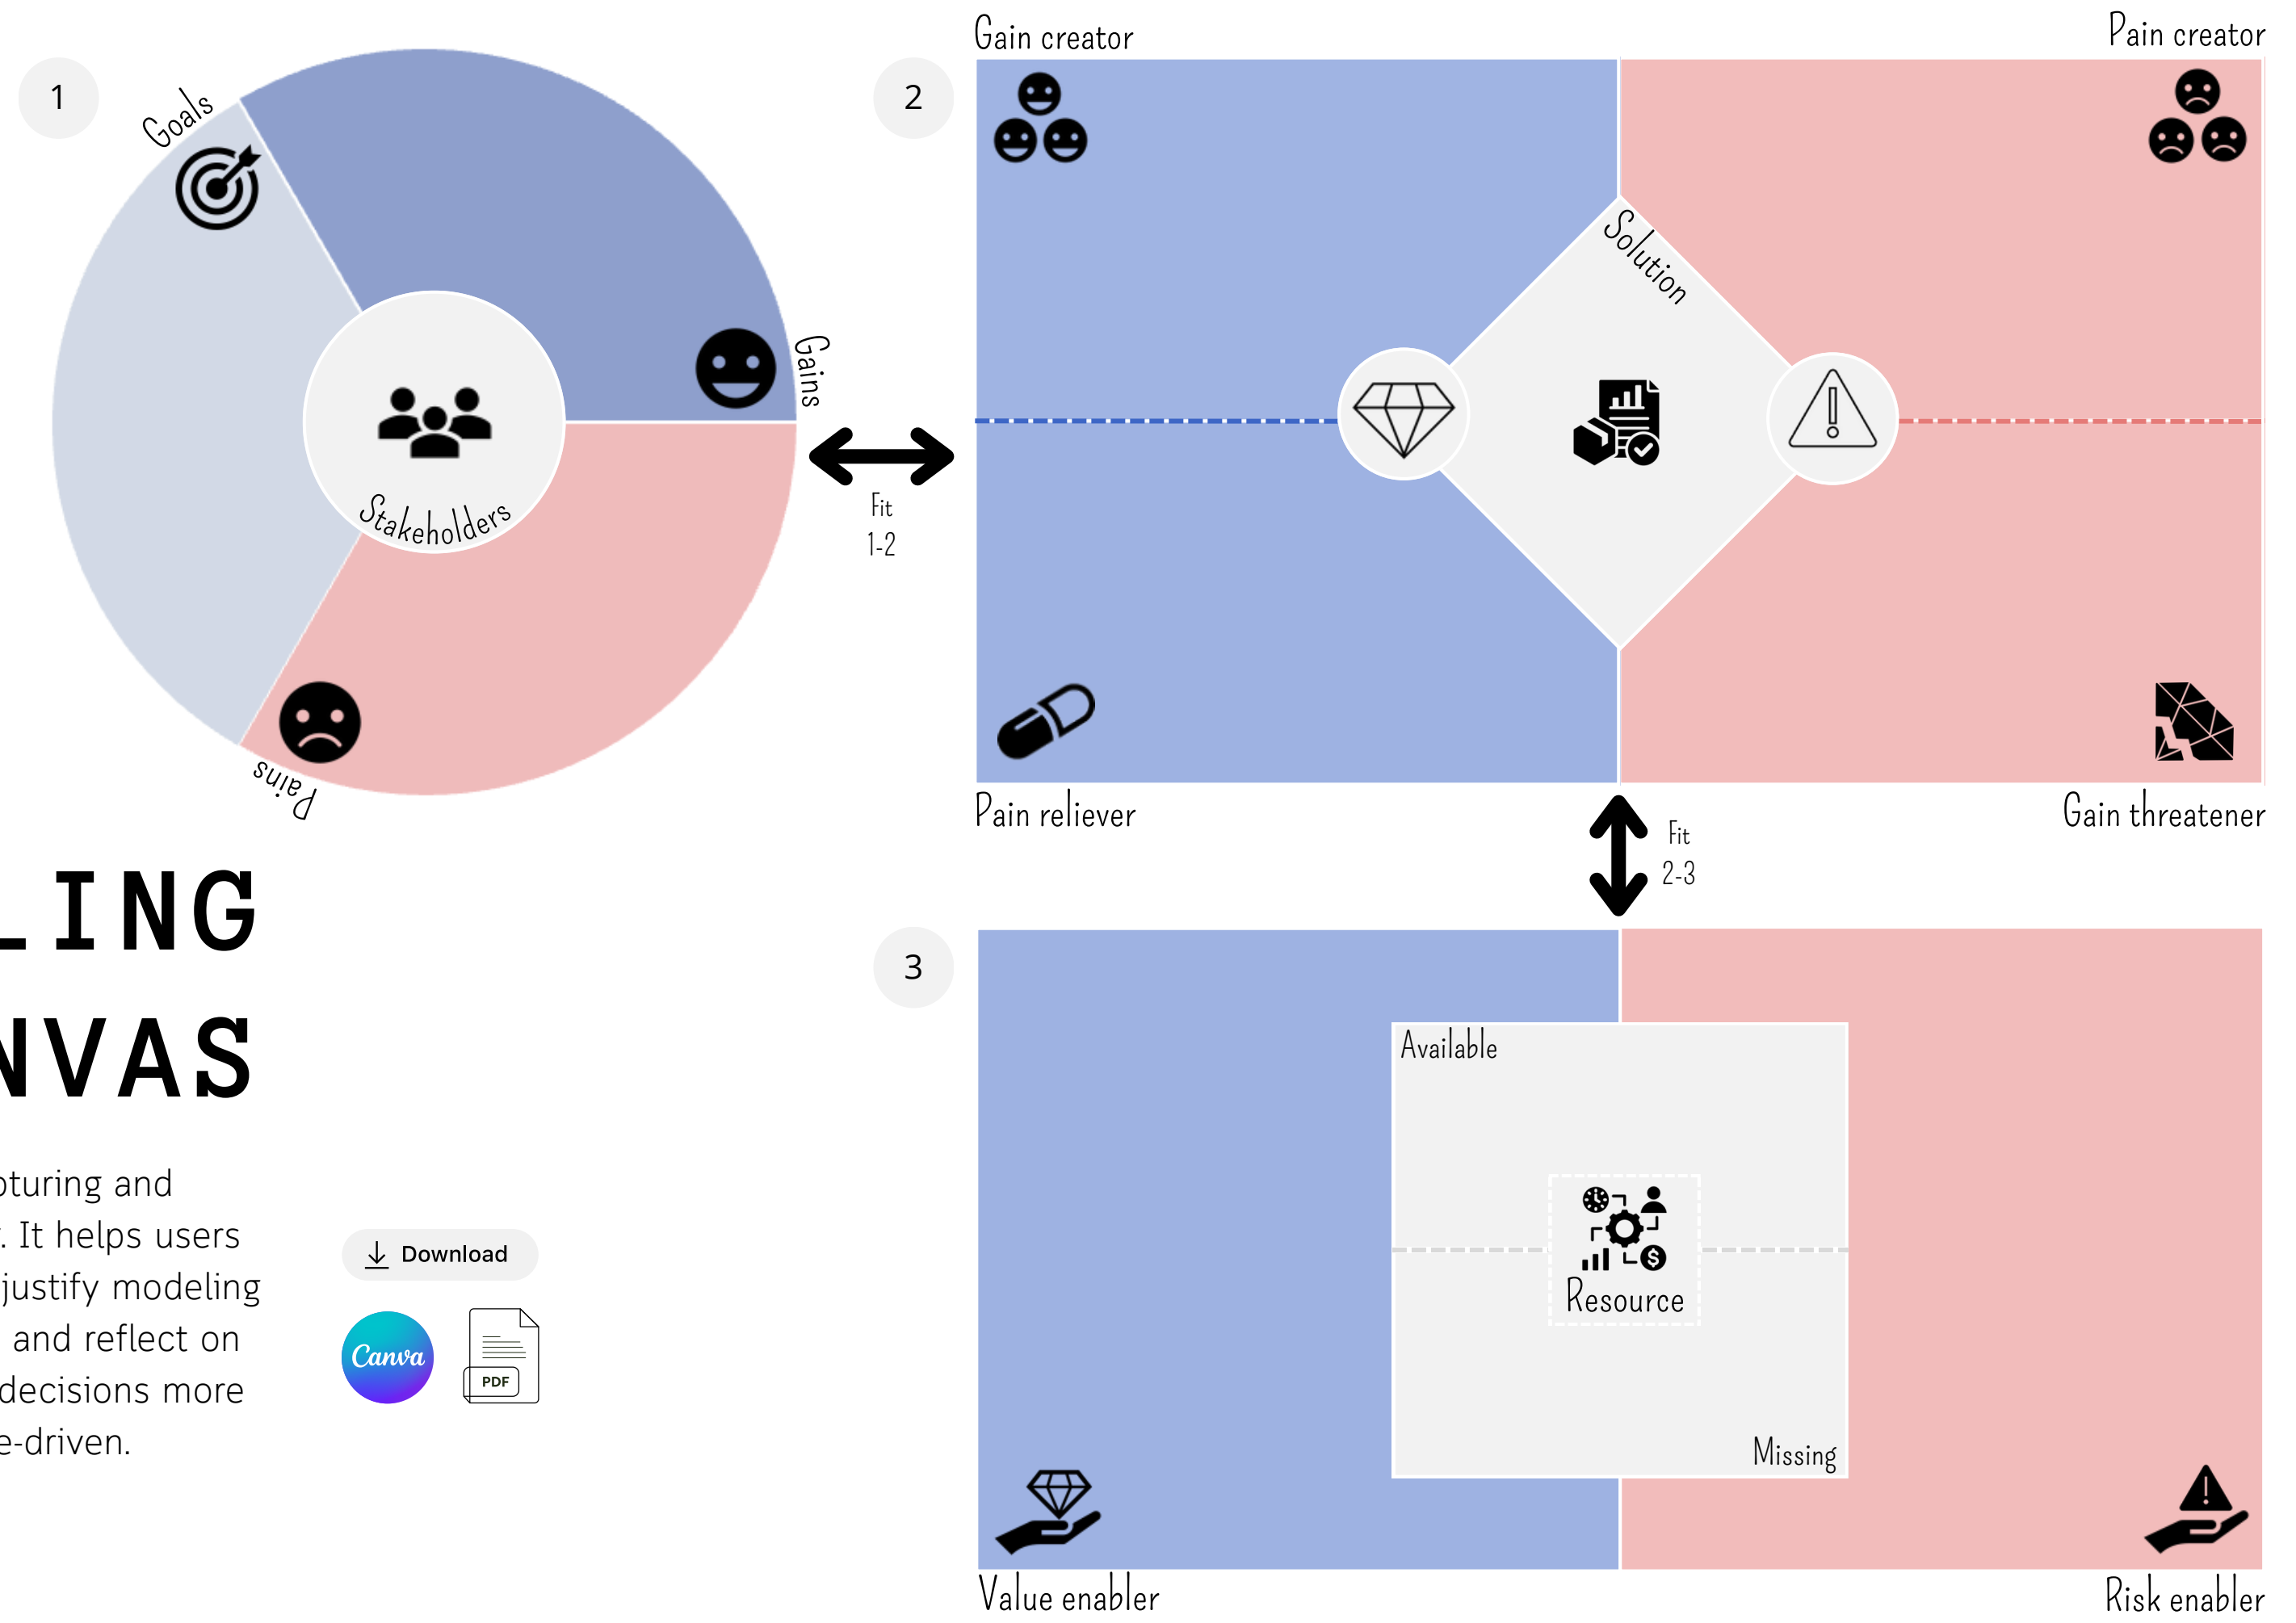 1
Goals
Gains
Stakeholders
Pains
Fit
1-2
2
Gain creator
Pain creator
Solution
Pain reliever
Gain threatener
Fit
2-3
LING
NVAS
pturing and
. It helps users
justify modeling
and reflect on
decisions more
e-driven.
Download
Canva
PDF
3
Available
Resource
Missing
Value enabler
Risk enabler